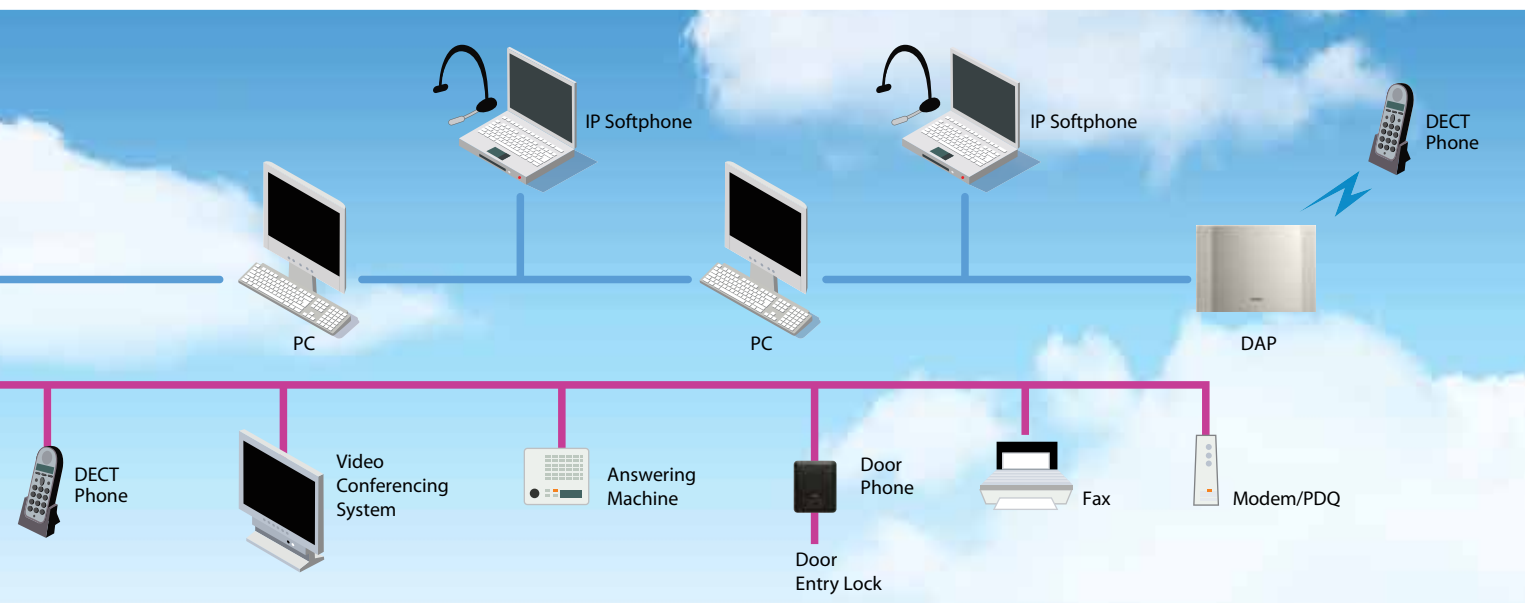 IP Softphone
IP Softphone
DECT
Phone
PC
PC
DAP
DECT
Phone
Video
Conferencing
System
Answering
Machine
Door
Phone
Fax
Modem/PDQ
Door
Entry Lock